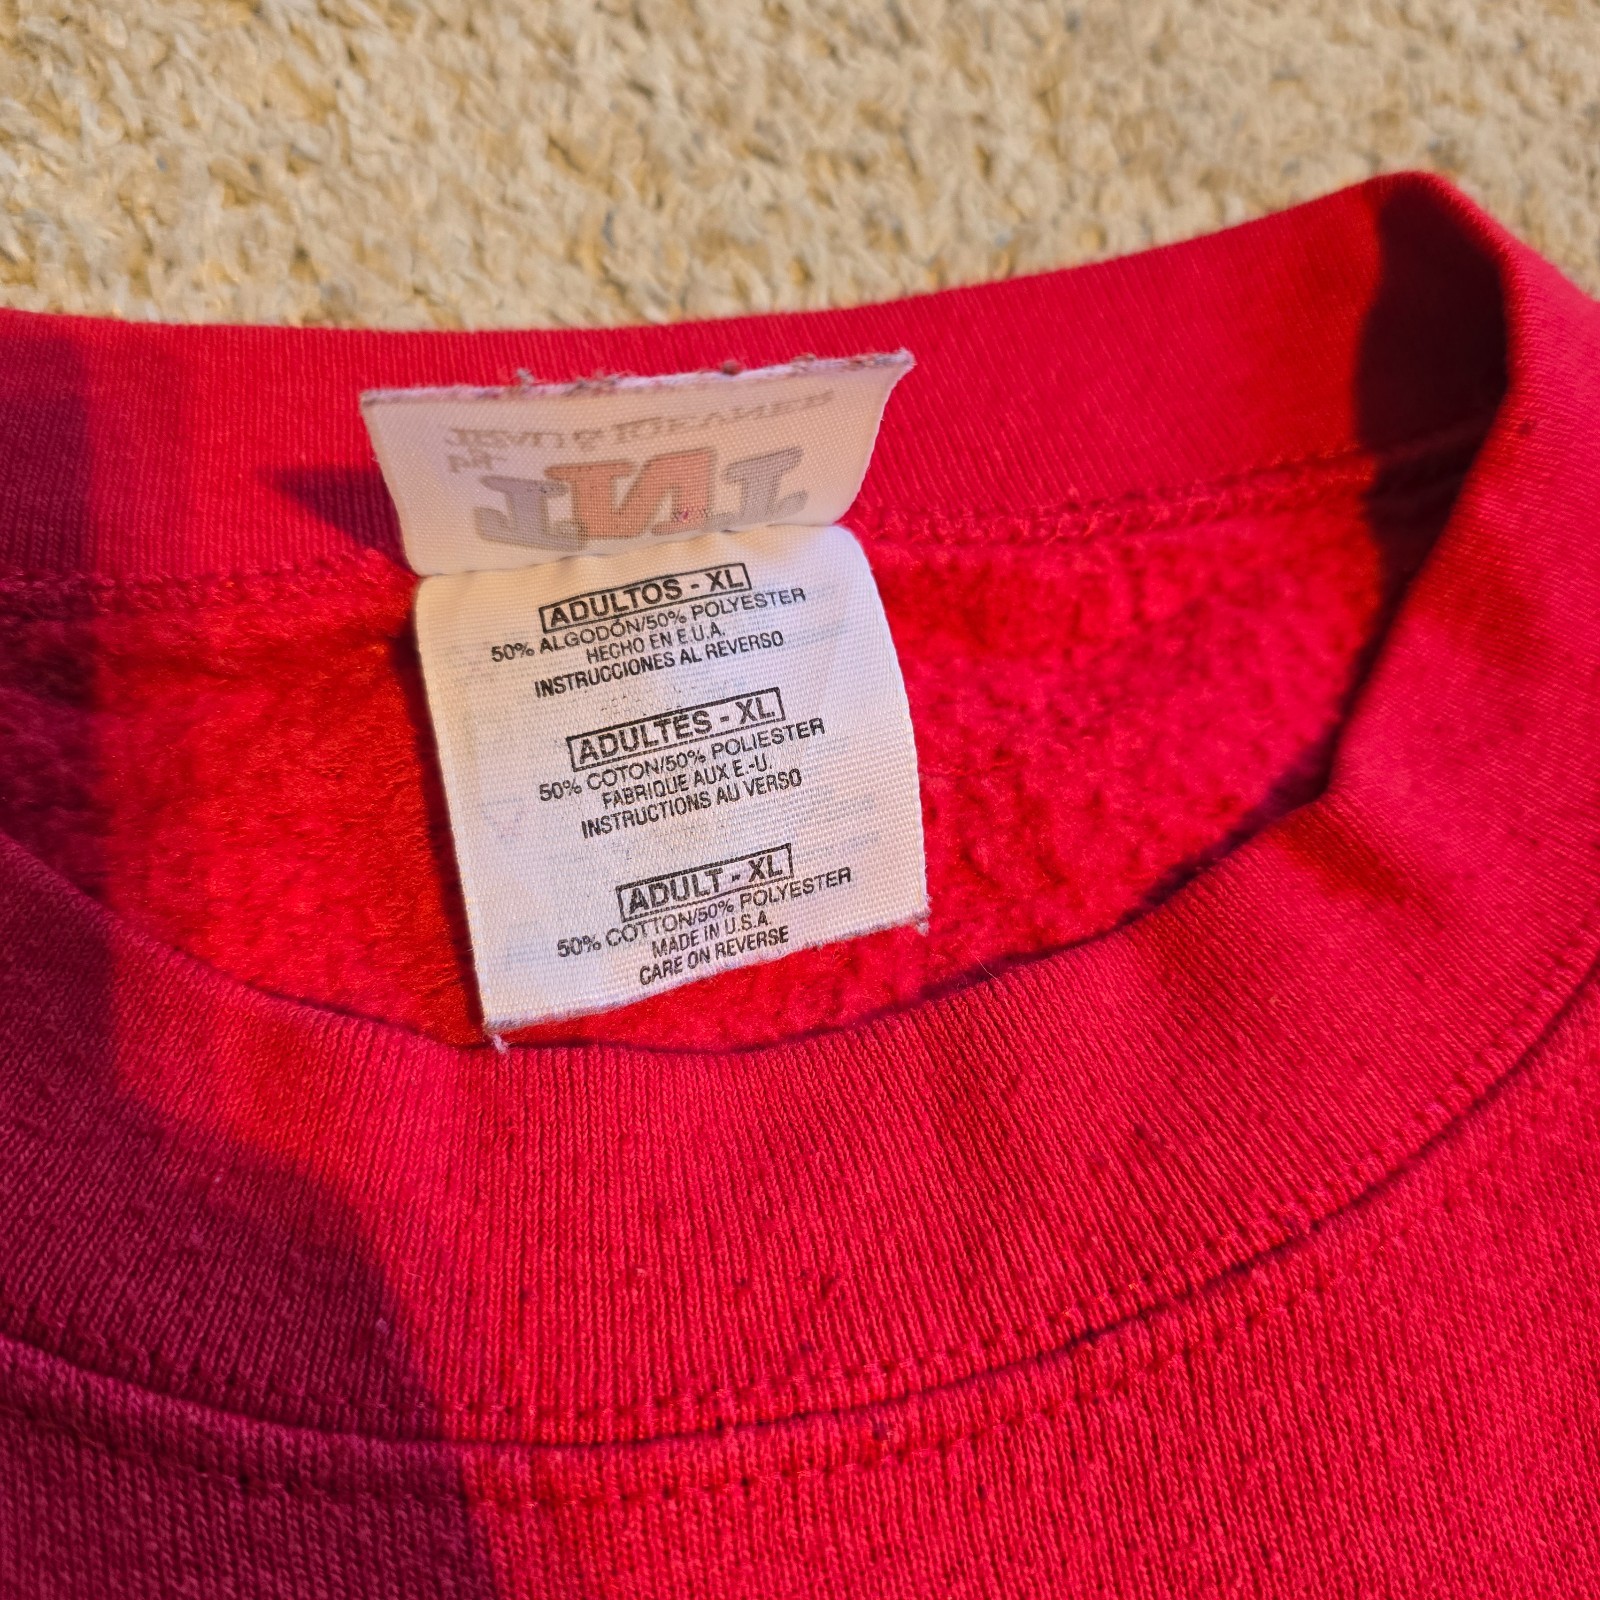 ADULTOS - XL
50% ALGODÓN/50% POLYESTER
HECHO EN E.U.A.
INSTRUCCIONES AL REVERSO
ADULTES - XL
50% COTON/50% POLIESTER
FABRIQUE AUX E.-U.
INSTRUCTIONS AU VERSO
ADULT - XL
50% COTTON/50% POLYESTER
MADE IN U.S.A.
CARE ON REVERSE